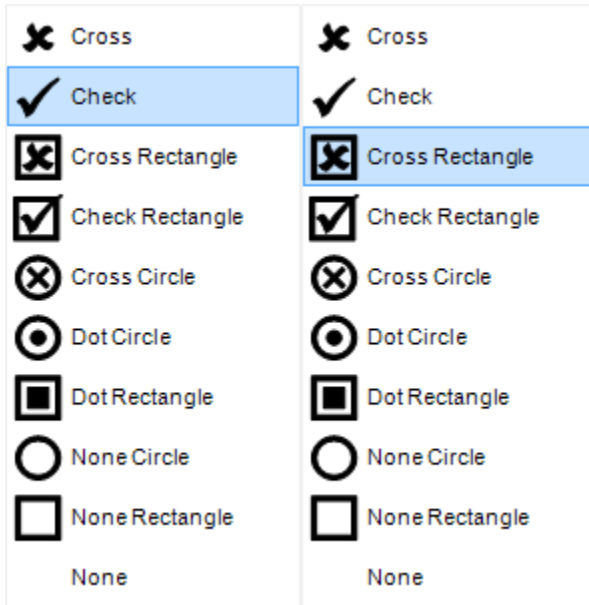 Cross
Check
Cross Rectangle
Check Rectangle
Cross Circle
Dot Circle
Dot Rectangle
None Circle
None Rectangle
None
Cross
Check
Cross Rectangle
Check Rectangle
Cross Circle
Dot Circle
Dot Rectangle
None Circle
None Rectangle
None